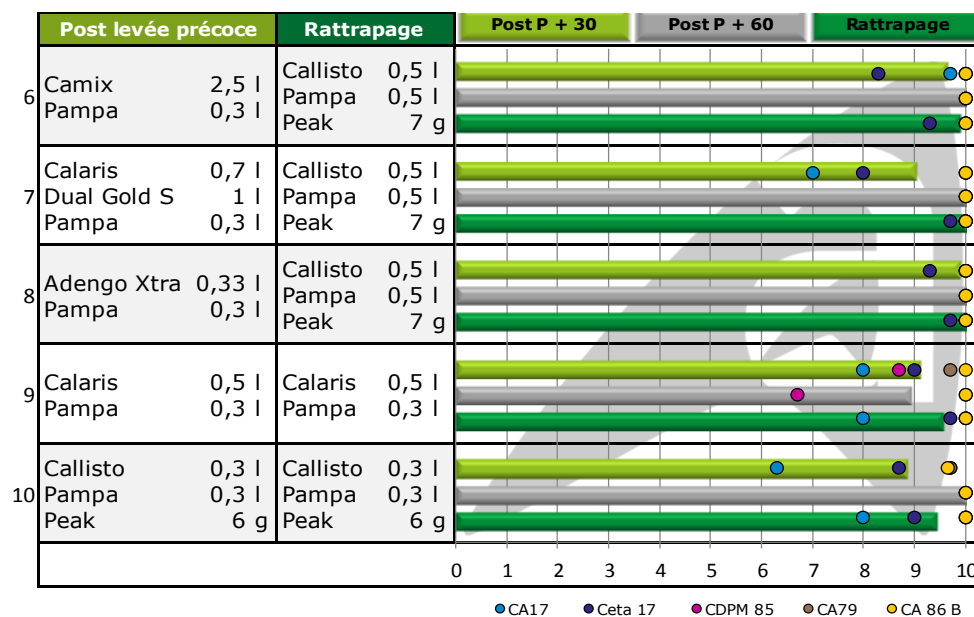 Post levée précoce Rattrapage Post P + 30 Post P + 60 Rattrapage
6
Camix 2,5 l
Pampa 0,3 l
Callisto 0,5 l
Pampa 0,5 l
Peak 7 g
7
Calaris 0,7 l
Dual Gold S 1 l
Pampa 0,3 l
Callisto 0,5 l
Pampa 0,5 l
Peak 7 g
8
Adengo Xtra 0,33 l
Pampa 0,3 l
Callisto 0,5 l
Pampa 0,5 l
Peak 7 g
9
Calaris 0,5 l
Pampa 0,3 l
Calaris 0,5 l
Pampa 0,3 l
10
Callisto 0,3 l
Pampa 0,3 l
Peak 6 g
Callisto 0,3 l
Pampa 0,3 l
Peak 6 g
0 1 2 3 4 5 6 7 8 9 10
CA17 Ceta 17 CDPM 85 CA79 CA 86 B